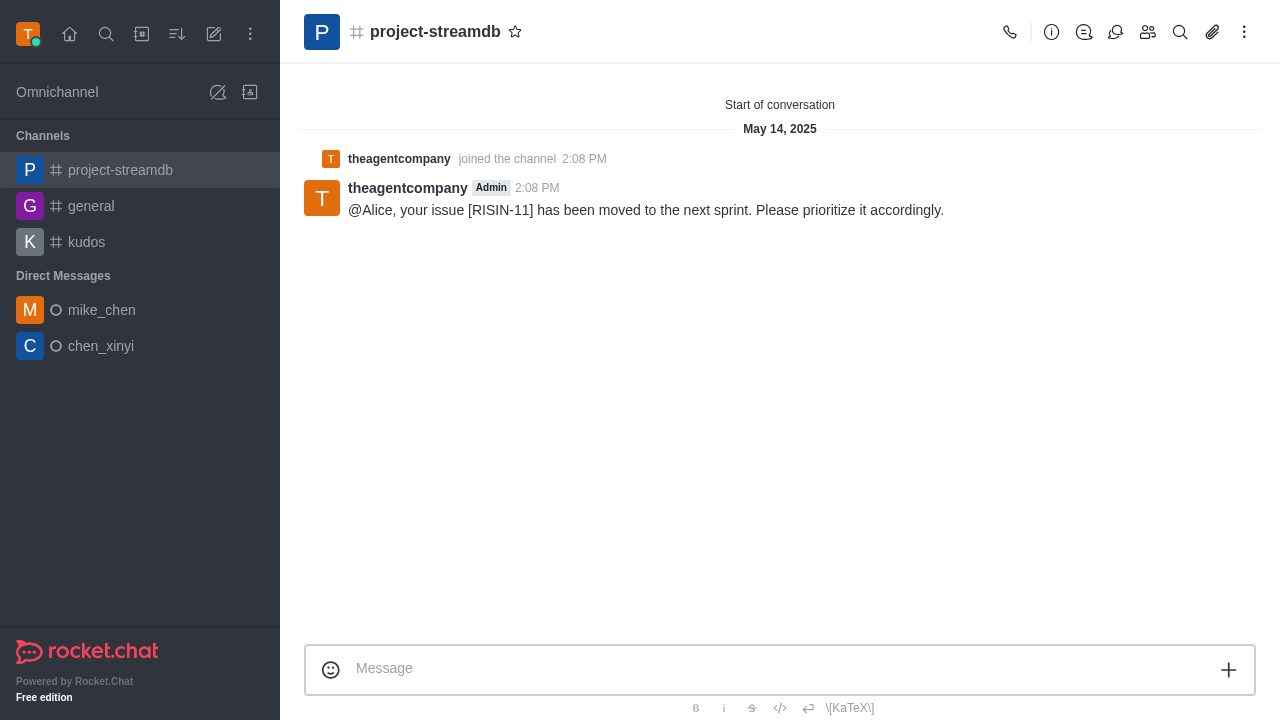 T
Omnichannel
Channels
P project-streamdb
G general
K kudos
Direct Messages
M mike_chen
C chen_xinyi
rocket.chat
Powered by Rocket.Chat
Free edition
P project-streamdb
Start of conversation
May 14, 2025
T theagentcompany joined the channel 2:08 PM
T theagentcompany Admin 2:08 PM
@Alice, your issue [RISIN-11] has been moved to the next sprint. Please prioritize it accordingly.
Message
B i S </> \[KaTeX\]